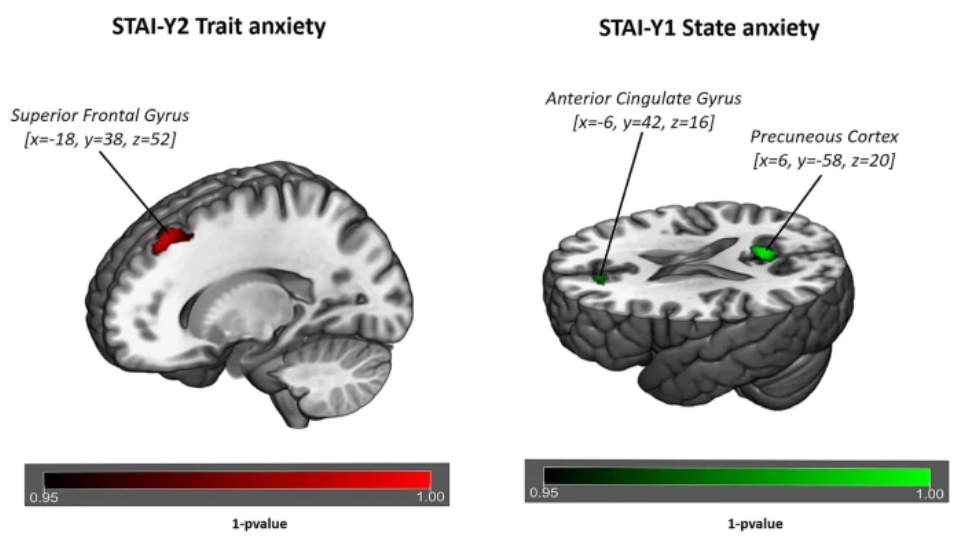 STAI-Y2 Trait anxiety
Superior Frontal Gyrus
[x=-18, y=38, z=52]
0.95
1.00
1-pvalue
STAI-Y1 State anxiety
Anterior Cingulate Gyrus
[x=-6, y=42, z=16]
Precuneous Cortex
[x=6, y=-58, z=20]
0.95
1.00
1-pvalue